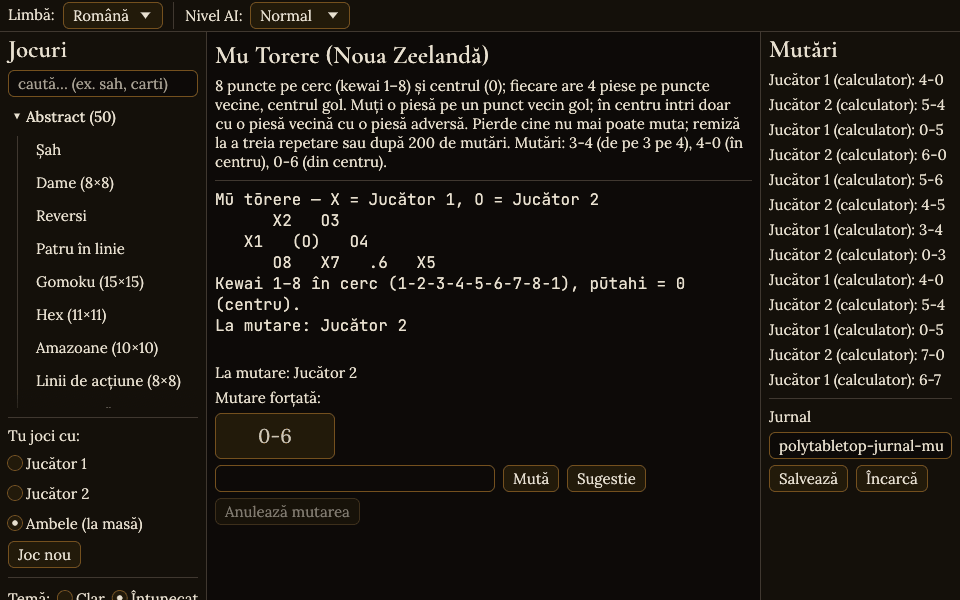 Limbă: Română ▼ Nivel AI: Normal ▼
Jocuri
caută... (ex. sah, carti)
▾ Abstract (50)
Șah
Dame (8×8)
Reversi
Patru în linie
Gomoku (15×15)
Hex (11×11)
Amazoane (10×10)
Linii de acțiune (8×8)
Tu joci cu:
Jucător 1
Jucător 2
Ambele (la masă)
Joc nou
Temă: Clar Întunecat
Mu Torere (Noua Zeelandă)
8 puncte pe cerc (kewai 1–8) și centrul (0); fiecare are 4 piese pe puncte
vecine, centrul gol. Muți o piesă pe un punct vecin gol; în centru intri doar
cu o piesă vecină cu o piesă adversă. Pierde cine nu mai poate muta; remiză
la a treia repetare sau după 200 de mutări. Mutări: 3-4 (de pe 3 pe 4), 4-0 (în
centru), 0-6 (din centru).
Mū tōrere — X = Jucător 1, O = Jucător 2
X2 O3
X1 (O) O4
O8 X7 .6 X5
Kewai 1–8 în cerc (1-2-3-4-5-6-7-8-1), pūtahi = 0
(centru).
La mutare: Jucător 2
La mutare: Jucător 2
Mutare forțată:
0-6
Mută Sugestie
Anulează mutarea
Mutări
Jucător 1 (calculator): 4-0
Jucător 2 (calculator): 5-4
Jucător 1 (calculator): 0-5
Jucător 2 (calculator): 6-0
Jucător 1 (calculator): 5-6
Jucător 2 (calculator): 4-5
Jucător 1 (calculator): 3-4
Jucător 2 (calculator): 0-3
Jucător 1 (calculator): 4-0
Jucător 2 (calculator): 5-4
Jucător 1 (calculator): 0-5
Jucător 2 (calculator): 7-0
Jucător 1 (calculator): 6-7
Jurnal
polytabletop-jurnal-mu
Salvează Încarcă